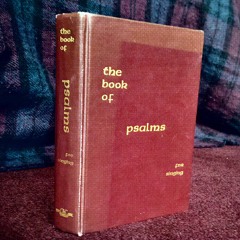 the
book
of
psalms
for
singing
the
book
of
psalms
for
singing